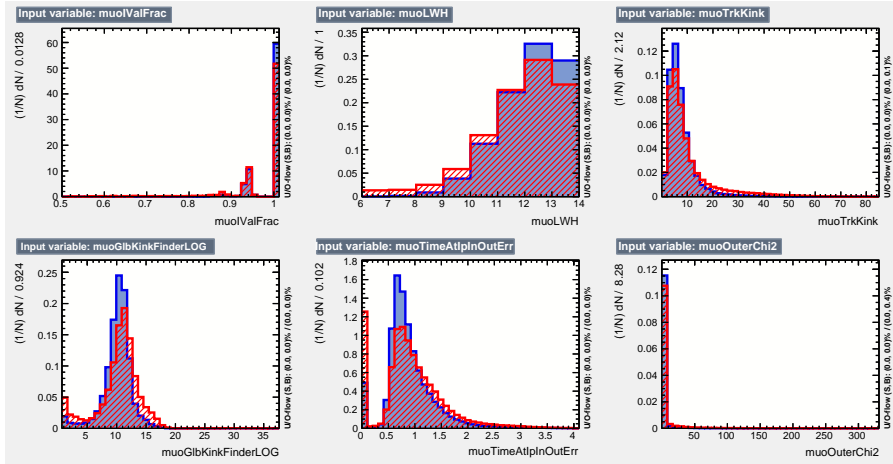 Input variable: muoIValFrac
(1/N) dN / 0.0128
60
50
40
30
20
10
0
0.5 0.6 0.7 0.8 0.9 1
muoIValFrac
U/O-flow (S,B): (0.0, 0.0)% / (0.0, 0.0)%
Input variable: muoLWH
(1/N) dN / 1
0.35
0.3
0.25
0.2
0.15
0.1
0.05
0
6 7 8 9 10 11 12 13 14
muoLWH
U/O-flow (S,B): (0.0, 0.0)% / (0.0, 0.0)%
Input variable: muoTrkKink
(1/N) dN / 2.12
0.12
0.1
0.08
0.06
0.04
0.02
0
10 20 30 40 50 60 70 80
muoTrkKink
U/O-flow (S,B): (0.0, 0.0)% / (0.0, 0.1)%
Input variable: muoGlbKinkFinderLOG
(1/N) dN / 0.924
0.25
0.2
0.15
0.1
0.05
0
5 10 15 20 25 30 35
muoGlbKinkFinderLOG
U/O-flow (S,B): (0.0, 0.0)% / (0.0, 0.0)%
Input variable: muoTimeAtIpInOutErr
(1/N) dN / 0.102
1.8
1.6
1.4
1.2
1
0.8
0.6
0.4
0.2
0
0 0.5 1 1.5 2 2.5 3 3.5 4
muoTimeAtIpInOutErr
U/O-flow (S,B): (0.0, 0.0)% / (0.0, 0.0)%
Input variable: muoOuterChi2
(1/N) dN / 8.28
0.12
0.1
0.08
0.06
0.04
0.02
0
50 100 150 200 250 300
muoOuterChi2
U/O-flow (S,B): (0.0, 0.0)% / (0.0, 0.0)%